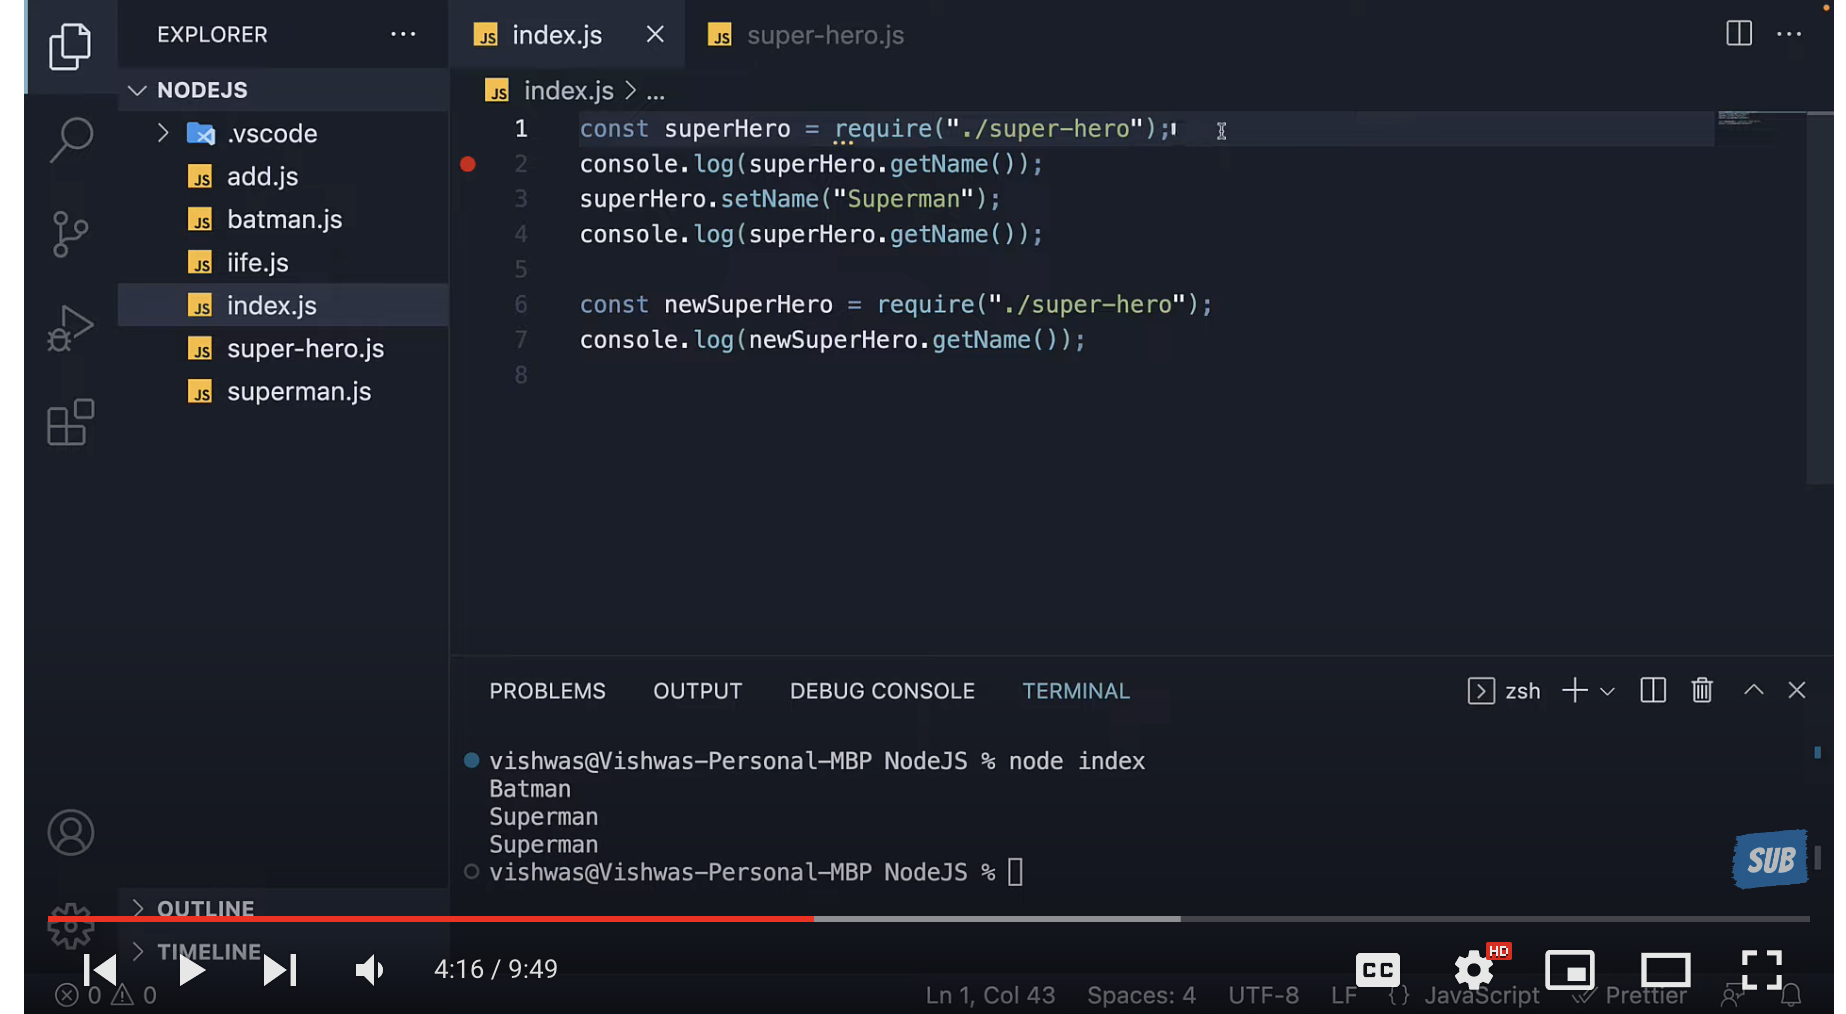 EXPLORER
NODEJS
.vscode
add.js
batman.js
iife.js
index.js
super-hero.js
superman.js
OUTLINE
TIMELINE
index.js
super-hero.js
index.js > ...
1 const superHero = require("./super-hero");
2 console.log(superHero.getName());
3 superHero.setName("Superman");
4 console.log(superHero.getName());
5
6 const newSuperHero = require("./super-hero");
7 console.log(newSuperHero.getName());
8
PROBLEMS OUTPUT DEBUG CONSOLE TERMINAL zsh
vishwas@Vishwas-Personal-MBP NodeJS % node index
Batman
Superman
Superman
vishwas@Vishwas-Personal-MBP NodeJS %
SUB
4:16 / 9:49
CC HD
0 0 Ln 1, Col 43 Spaces: 4 UTF-8 LF {} JavaScript Prettier